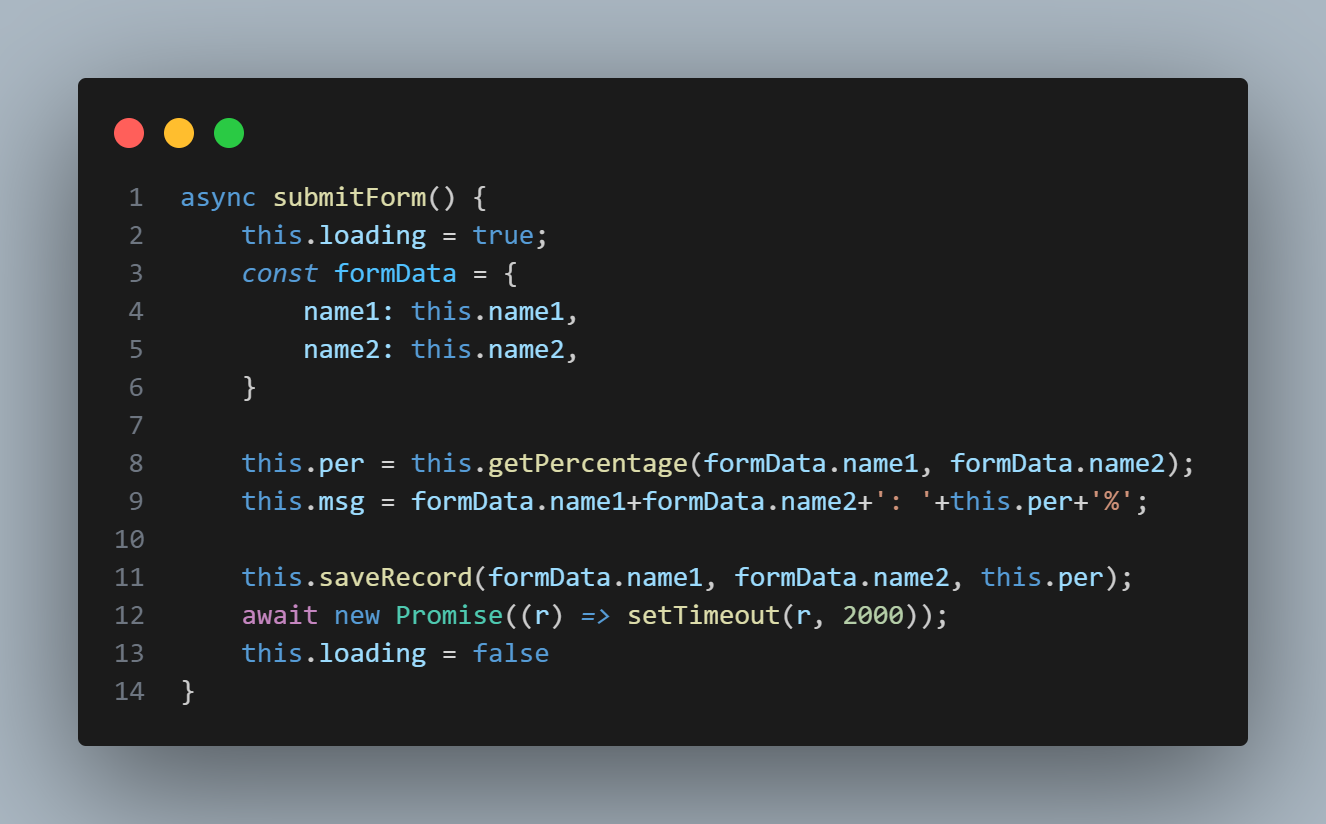 1 async submitForm() {
2     this.loading = true;
3     const formData = {
4         name1: this.name1,
5         name2: this.name2,
6     }
7
8     this.per = this.getPercentage(formData.name1, formData.name2);
9     this.msg = formData.name1+formData.name2+': '+this.per+'%';
10
11     this.saveRecord(formData.name1, formData.name2, this.per);
12     await new Promise((r) => setTimeout(r, 2000));
13     this.loading = false
14 }